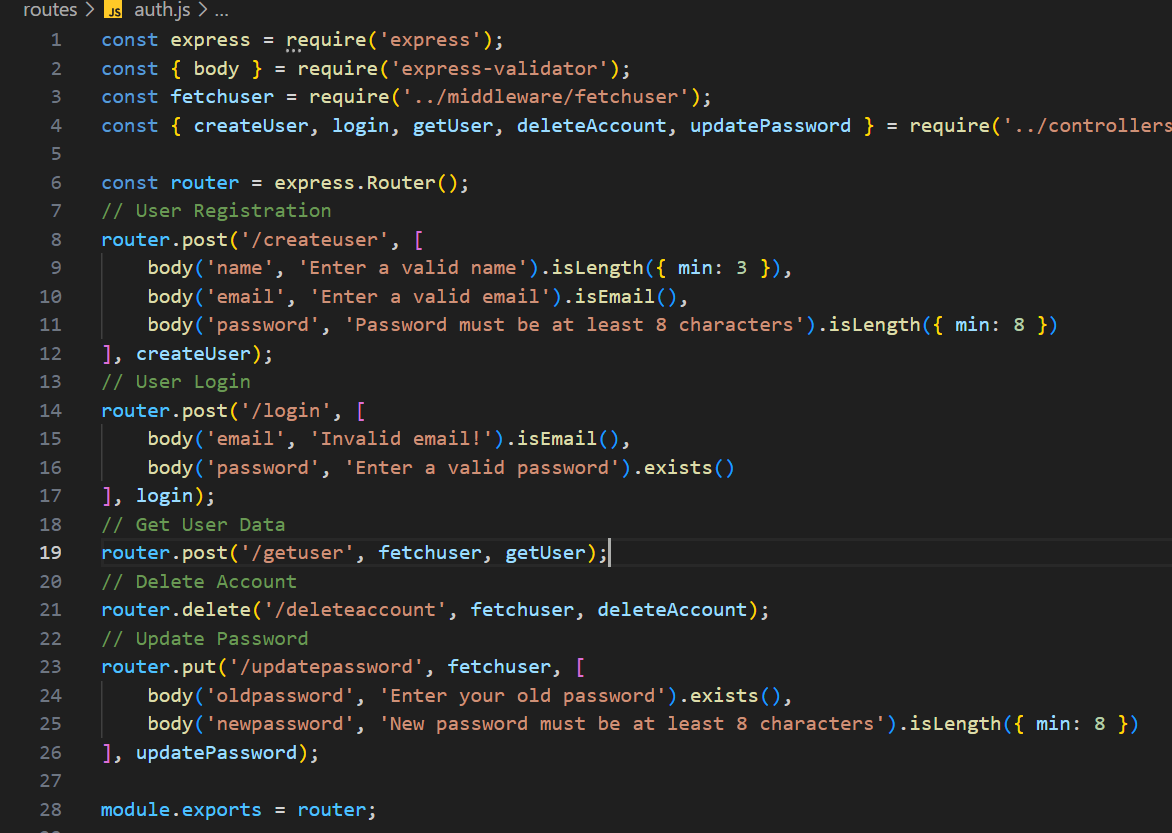 routes > JS auth.js > ...
1 const express = require('express');
2 const { body } = require('express-validator');
3 const fetchuser = require('../middleware/fetchuser');
4 const { createUser, login, getUser, deleteAccount, updatePassword } = require('../controllers
5
6 const router = express.Router();
7 // User Registration
8 router.post('/createuser', [
9     body('name', 'Enter a valid name').isLength({ min: 3 }),
10     body('email', 'Enter a valid email').isEmail(),
11     body('password', 'Password must be at least 8 characters').isLength({ min: 8 })
12 ], createUser);
13 // User Login
14 router.post('/login', [
15     body('email', 'Invalid email!').isEmail(),
16     body('password', 'Enter a valid password').exists()
17 ], login);
18 // Get User Data
19 router.post('/getuser', fetchuser, getUser);
20 // Delete Account
21 router.delete('/deleteaccount', fetchuser, deleteAccount);
22 // Update Password
23 router.put('/updatepassword', fetchuser, [
24     body('oldpassword', 'Enter your old password').exists(),
25     body('newpassword', 'New password must be at least 8 characters').isLength({ min: 8 })
26 ], updatePassword);
27
28 module.exports = router;